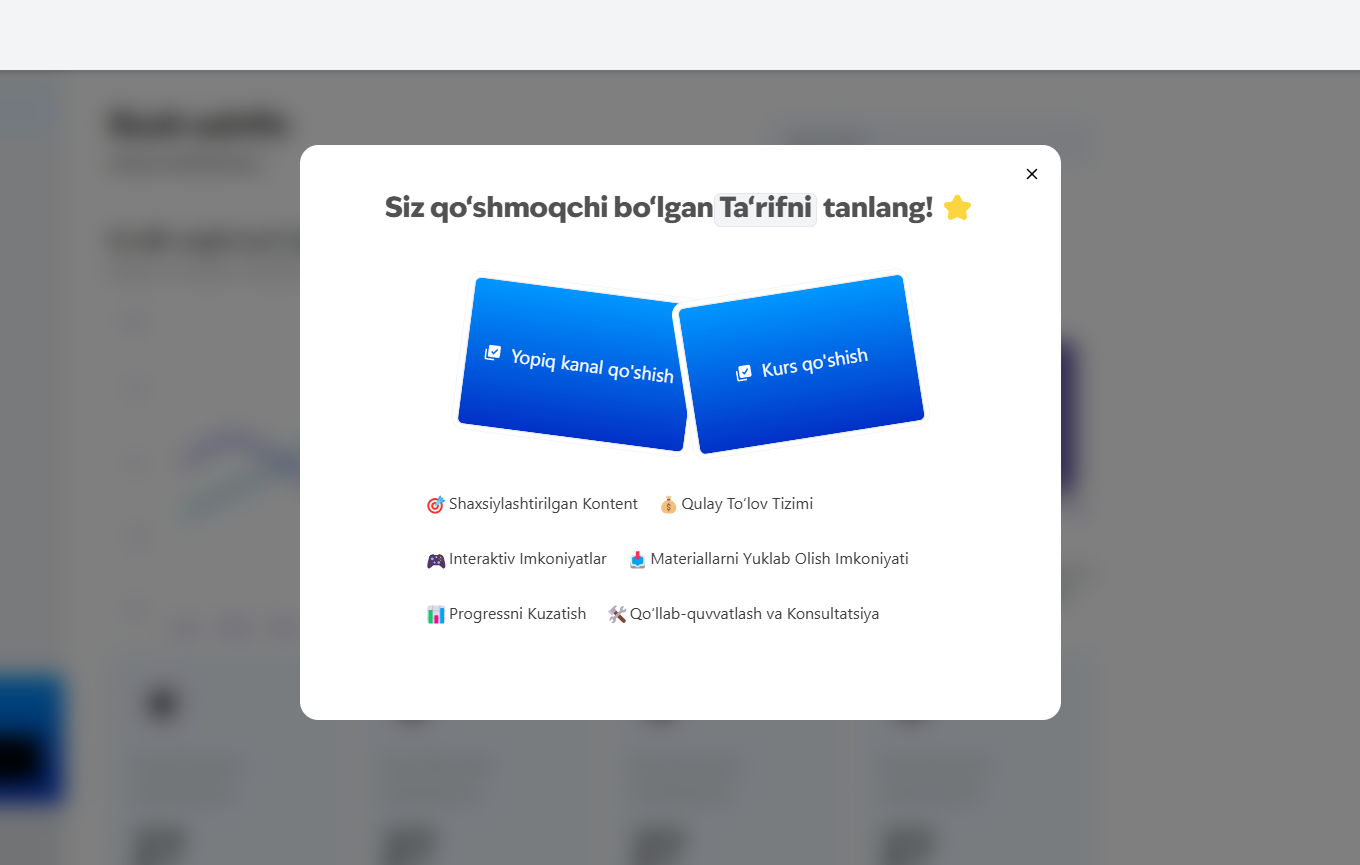 Siz qo‘shmoqchi bo‘lgan Ta‘rifni tanlang! ⭐
Yopiq kanal qo'shish
Kurs qo'shish
🎯 Shaxsiylashtirilgan Kontent 💰 Qulay To‘lov Tizimi
🎮 Interaktiv Imkoniyatlar 📥 Materiallarni Yuklab Olish Imkoniyati
📊 Progressni Kuzatish 🛠 Qo‘llab-quvvatlash va Konsultatsiya